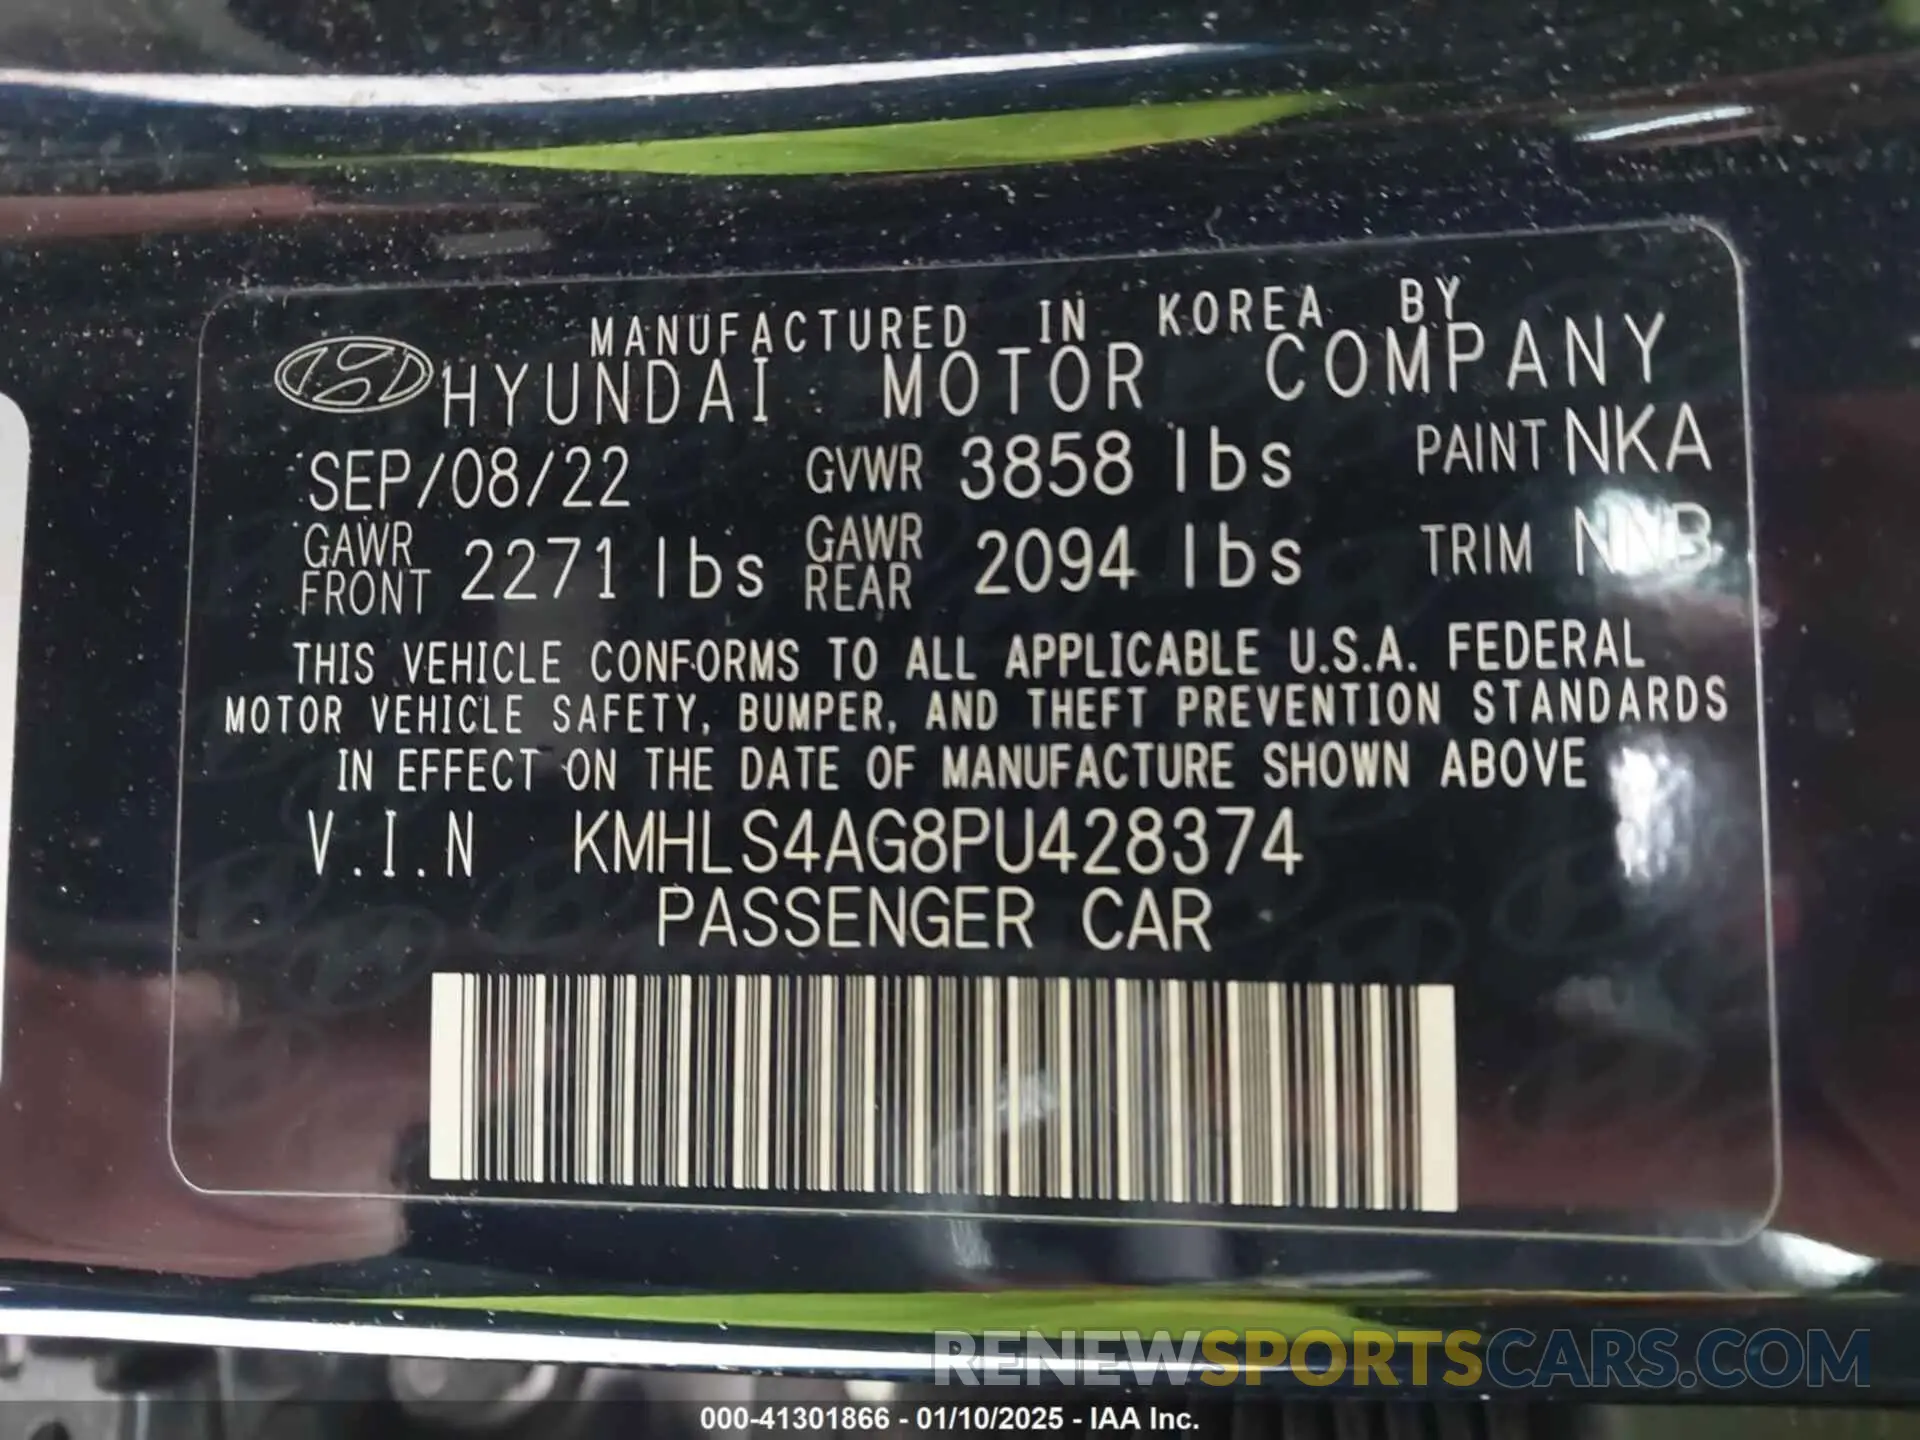 MANUFACTURED IN KOREA BY
HYUNDAI MOTOR COMPANY
SEP/08/22 GVWR 3858 lbs PAINT NKA
GAWR FRONT 2271 lbs GAWR REAR 2094 lbs TRIM NNB
THIS VEHICLE CONFORMS TO ALL APPLICABLE U.S.A. FEDERAL
MOTOR VEHICLE SAFETY, BUMPER, AND THEFT PREVENTION STANDARDS
IN EFFECT ON THE DATE OF MANUFACTURE SHOWN ABOVE
V.I.N KMHLS4AG8PU428374
PASSENGER CAR
RENEWSPORTSCARS.COM
000-41301866 - 01/10/2025 - IAA Inc.